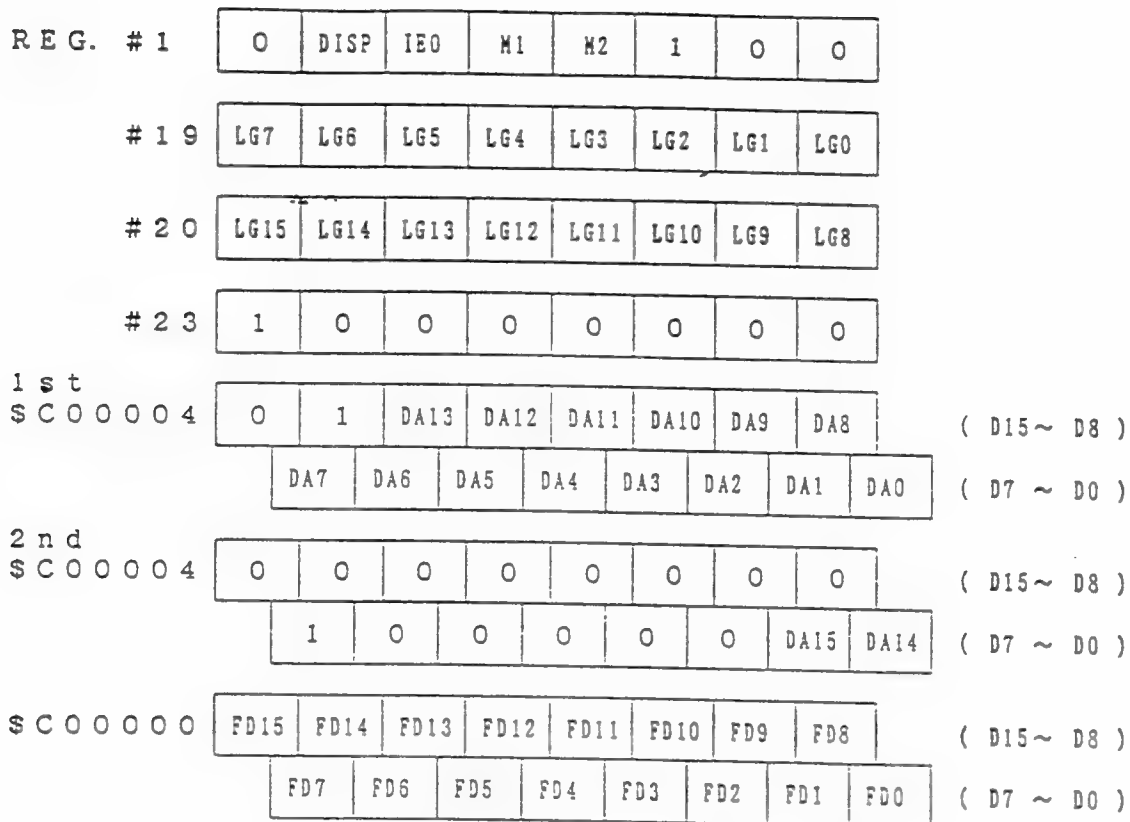 REG. #1 0 DISP IE0 M1 M2 1 0 0
#19 LG7 LG6 LG5 LG4 LG3 LG2 LG1 LG0
#20 LG15 LG14 LG13 LG12 LG11 LG10 LG9 LG8
#23 1 0 0 0 0 0 0 0
1st
$C00004 0 1 DA13 DA12 DA11 DA10 DA9 DA8 ( D15~ D8 )
DA7 DA6 DA5 DA4 DA3 DA2 DA1 DA0 ( D7 ~ D0 )
2nd
$C00004 0 0 0 0 0 0 0 0 ( D15~ D8 )
1 0 0 0 0 0 DA15 DA14 ( D7 ~ D0 )
$C00000 FD15 FD14 FD13 FD12 FD11 FD10 FD9 FD8 ( D15~ D8 )
FD7 FD6 FD5 FD4 FD3 FD2 FD1 FD0 ( D7 ~ D0 )